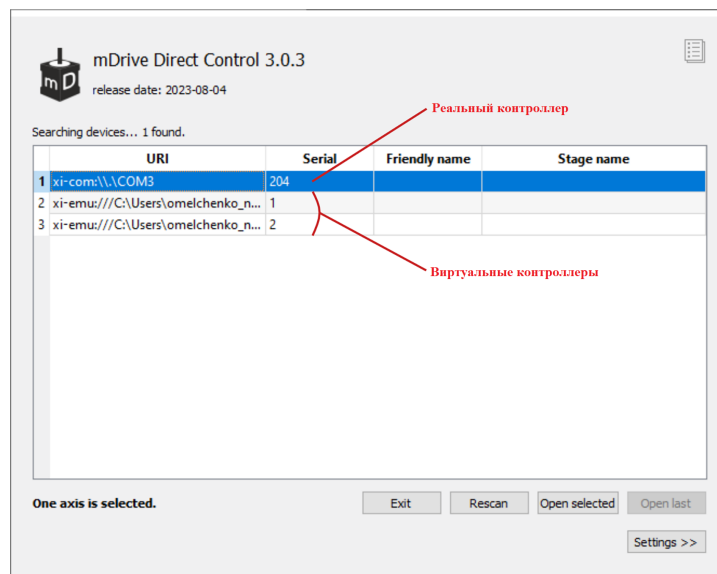 mDrive Direct Control 3.0.3
mD
release date: 2023-08-04
Реальный контроллер
Searching devices... 1 found.
URI Serial Friendly name Stage name
1 xi-com:\\.\COM3 204
2 xi-emu:///C:\Users\omelchenko_n... 1
3 xi-emu:///C:\Users\omelchenko_n... 2
Виртуальные контроллеры
One axis is selected. Exit Rescan Open selected Open last
Settings >>